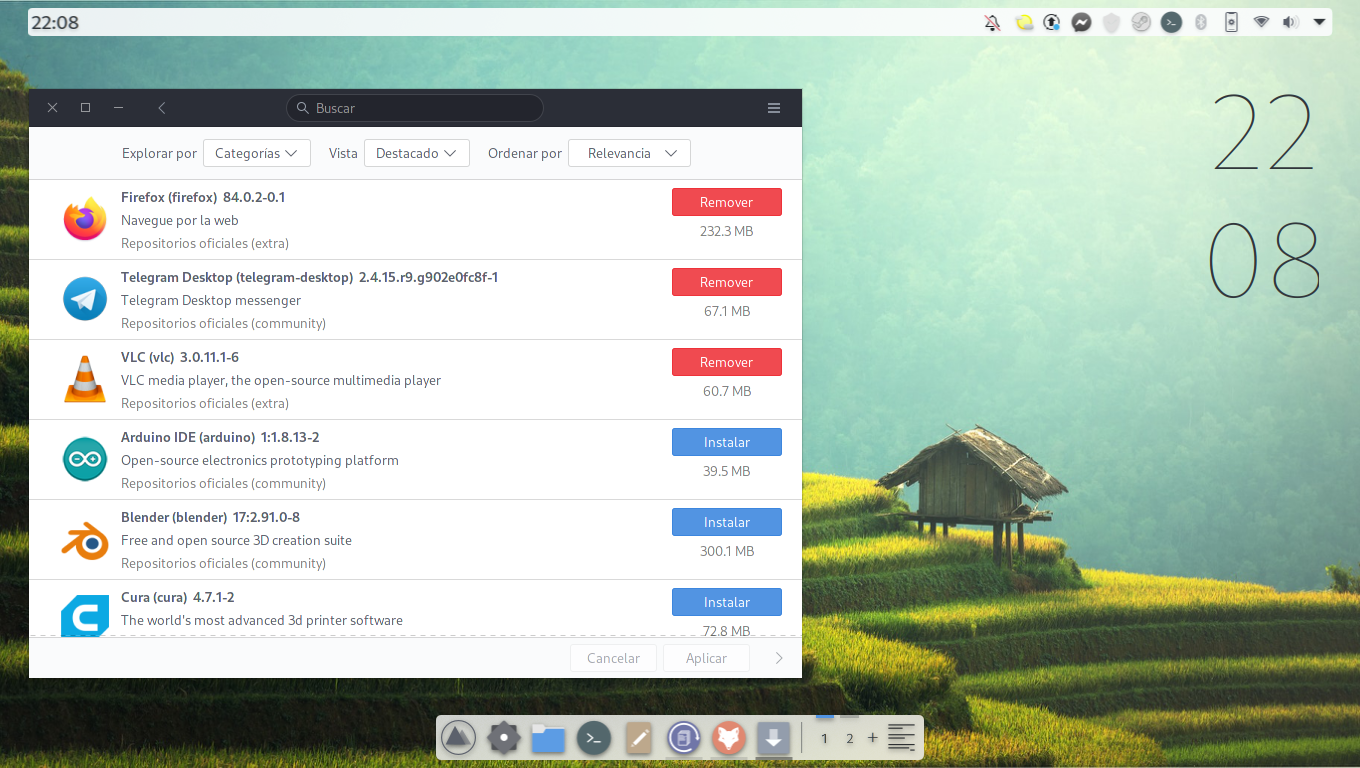 22:08
Buscar
Explorar por Categorías Vista Destacado Ordenar por Relevancia
Firefox (firefox) 84.0.2-0.1
Remover
Navegue por la web
232.3 MB
Repositorios oficiales (extra)
Telegram Desktop (telegram-desktop) 2.4.15.r9.g902e0fc8f-1
Remover
Telegram Desktop messenger
67.1 MB
Repositorios oficiales (community)
VLC (vlc) 3.0.11.1-6
Remover
VLC media player, the open-source multimedia player
60.7 MB
Repositorios oficiales (extra)
Arduino IDE (arduino) 1:1.8.13-2
Instalar
Open-source electronics prototyping platform
39.5 MB
Repositorios oficiales (community)
Blender (blender) 17:2.91.0-8
Instalar
Free and open source 3D creation suite
300.1 MB
Repositorios oficiales (community)
Cura (cura) 4.7.1-2
Instalar
The world's most advanced 3d printer software
72.8 MB
Cancelar Aplicar
22
08
1 2 +